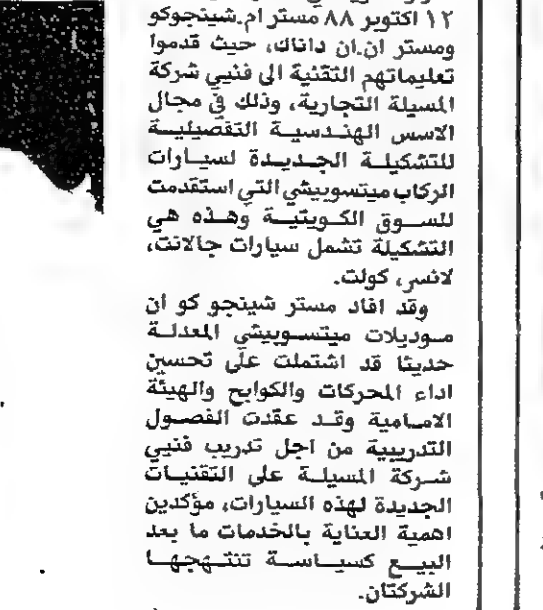 ١٢ اكتوبر ٨٨ مستر ام.شينجوكو
ومستر ان.ان داناك، حيث قدموا
تعليماتهم التقنية الى فنيي شركة
المسيلة التجارية، وذلك في مجال
الاسس الهندسية التفصيلية
للتشكيلة الجديدة لسيارات
الركاب ميتسوبيشي التي استقدمت
للسوق الكويتية وهذه هي
التشكيلة تشمل سيارات جالانت،
لانسر، كولت.
وقد افاد مستر شينجو كو ان
موديلات ميتسوبيشي المعدلة
حديثا قد اشتملت على تحسين
اداء المحركات والكوابح والهيئة
الامامية وقد عقدت الفصول
التدريبية من اجل تدريب فنيي
شركة المسيلة على التقنيات
الجديدة لهذه السيارات، مؤكدين
اهمية العناية بالخدمات ما بعد
البيع كسياسة تنتهجها
الشركتان.